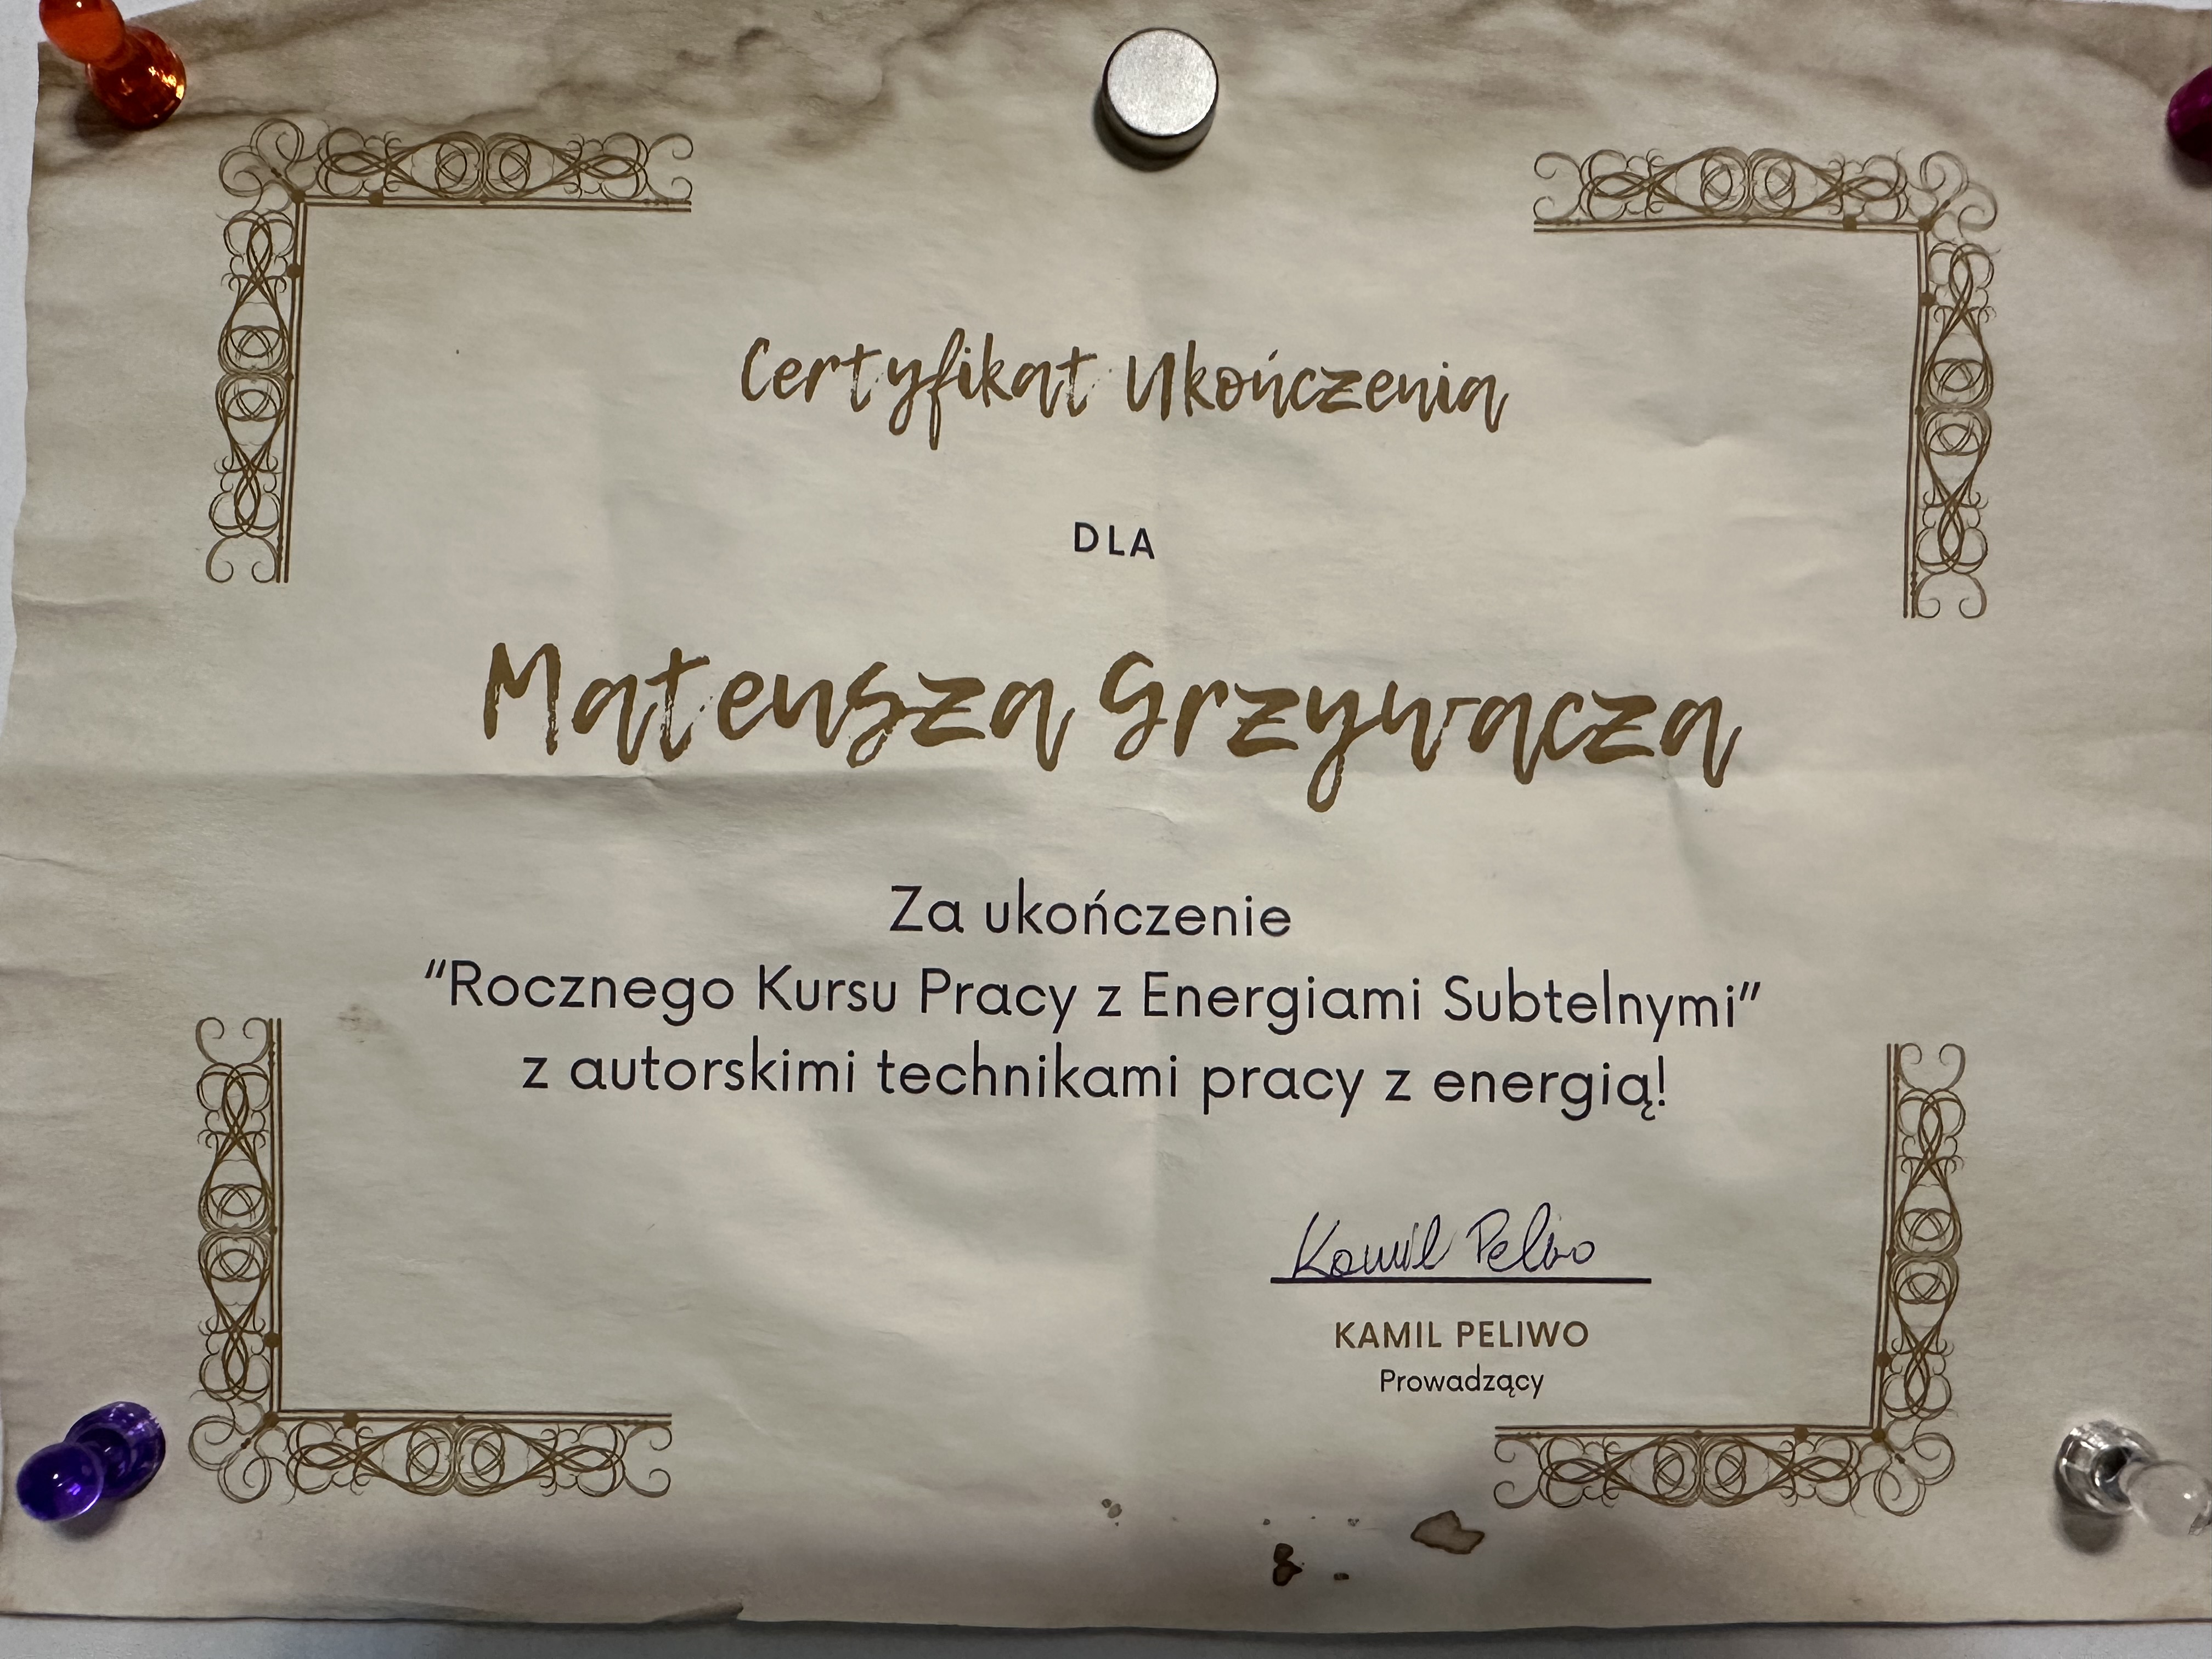 Certyfikat Ukończenia
DLA
Mateusza Grzywacza
Za ukończenie
“Rocznego Kursu Pracy z Energiami Subtelnymi”
z autorskimi technikami pracy z energią!
Kamil Peliwo
KAMIL PELIWO
Prowadzący